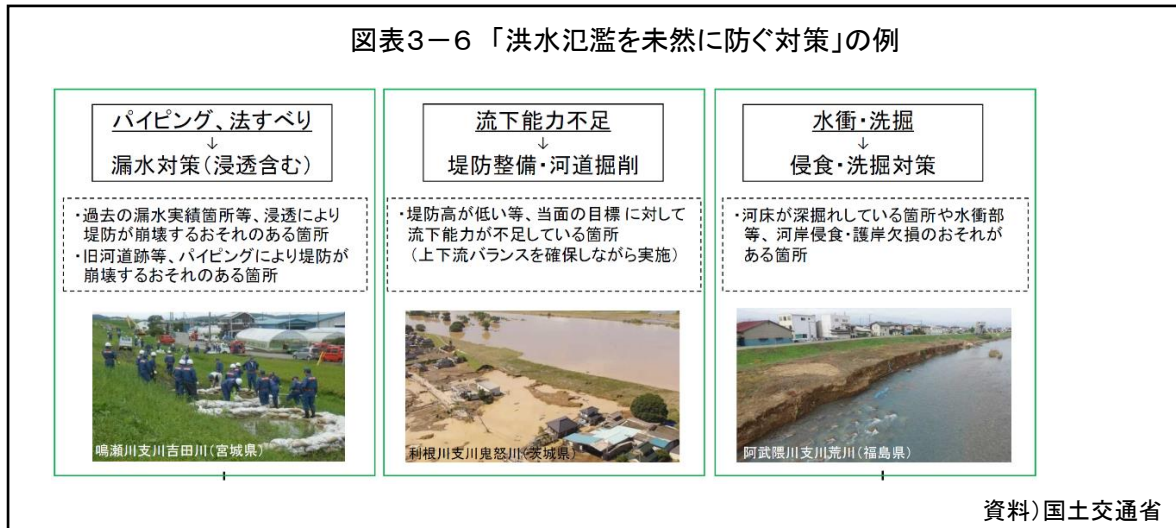 図表3－6 「洪水氾濫を未然に防ぐ対策」の例
パイピング、法すべり
↓
漏水対策(浸透含む)
・過去の漏水実績箇所等、浸透により
堤防が崩壊するおそれのある箇所
・旧河道跡等、パイピングにより堤防が
崩壊するおそれのある箇所
鳴瀬川支川吉田川(宮城県)
流下能力不足
↓
堤防整備・河道掘削
・堤防高が低い等、当面の目標に対して
流下能力が不足している箇所
(上下流バランスを確保しながら実施)
利根川支川鬼怒川(茨城県)
水衝・洗掘
↓
侵食・洗掘対策
・河床が深掘れしている箇所や水衝部
等、河岸侵食・護岸欠損のおそれが
ある箇所
阿武隈川支川荒川(福島県)
資料)国土交通省